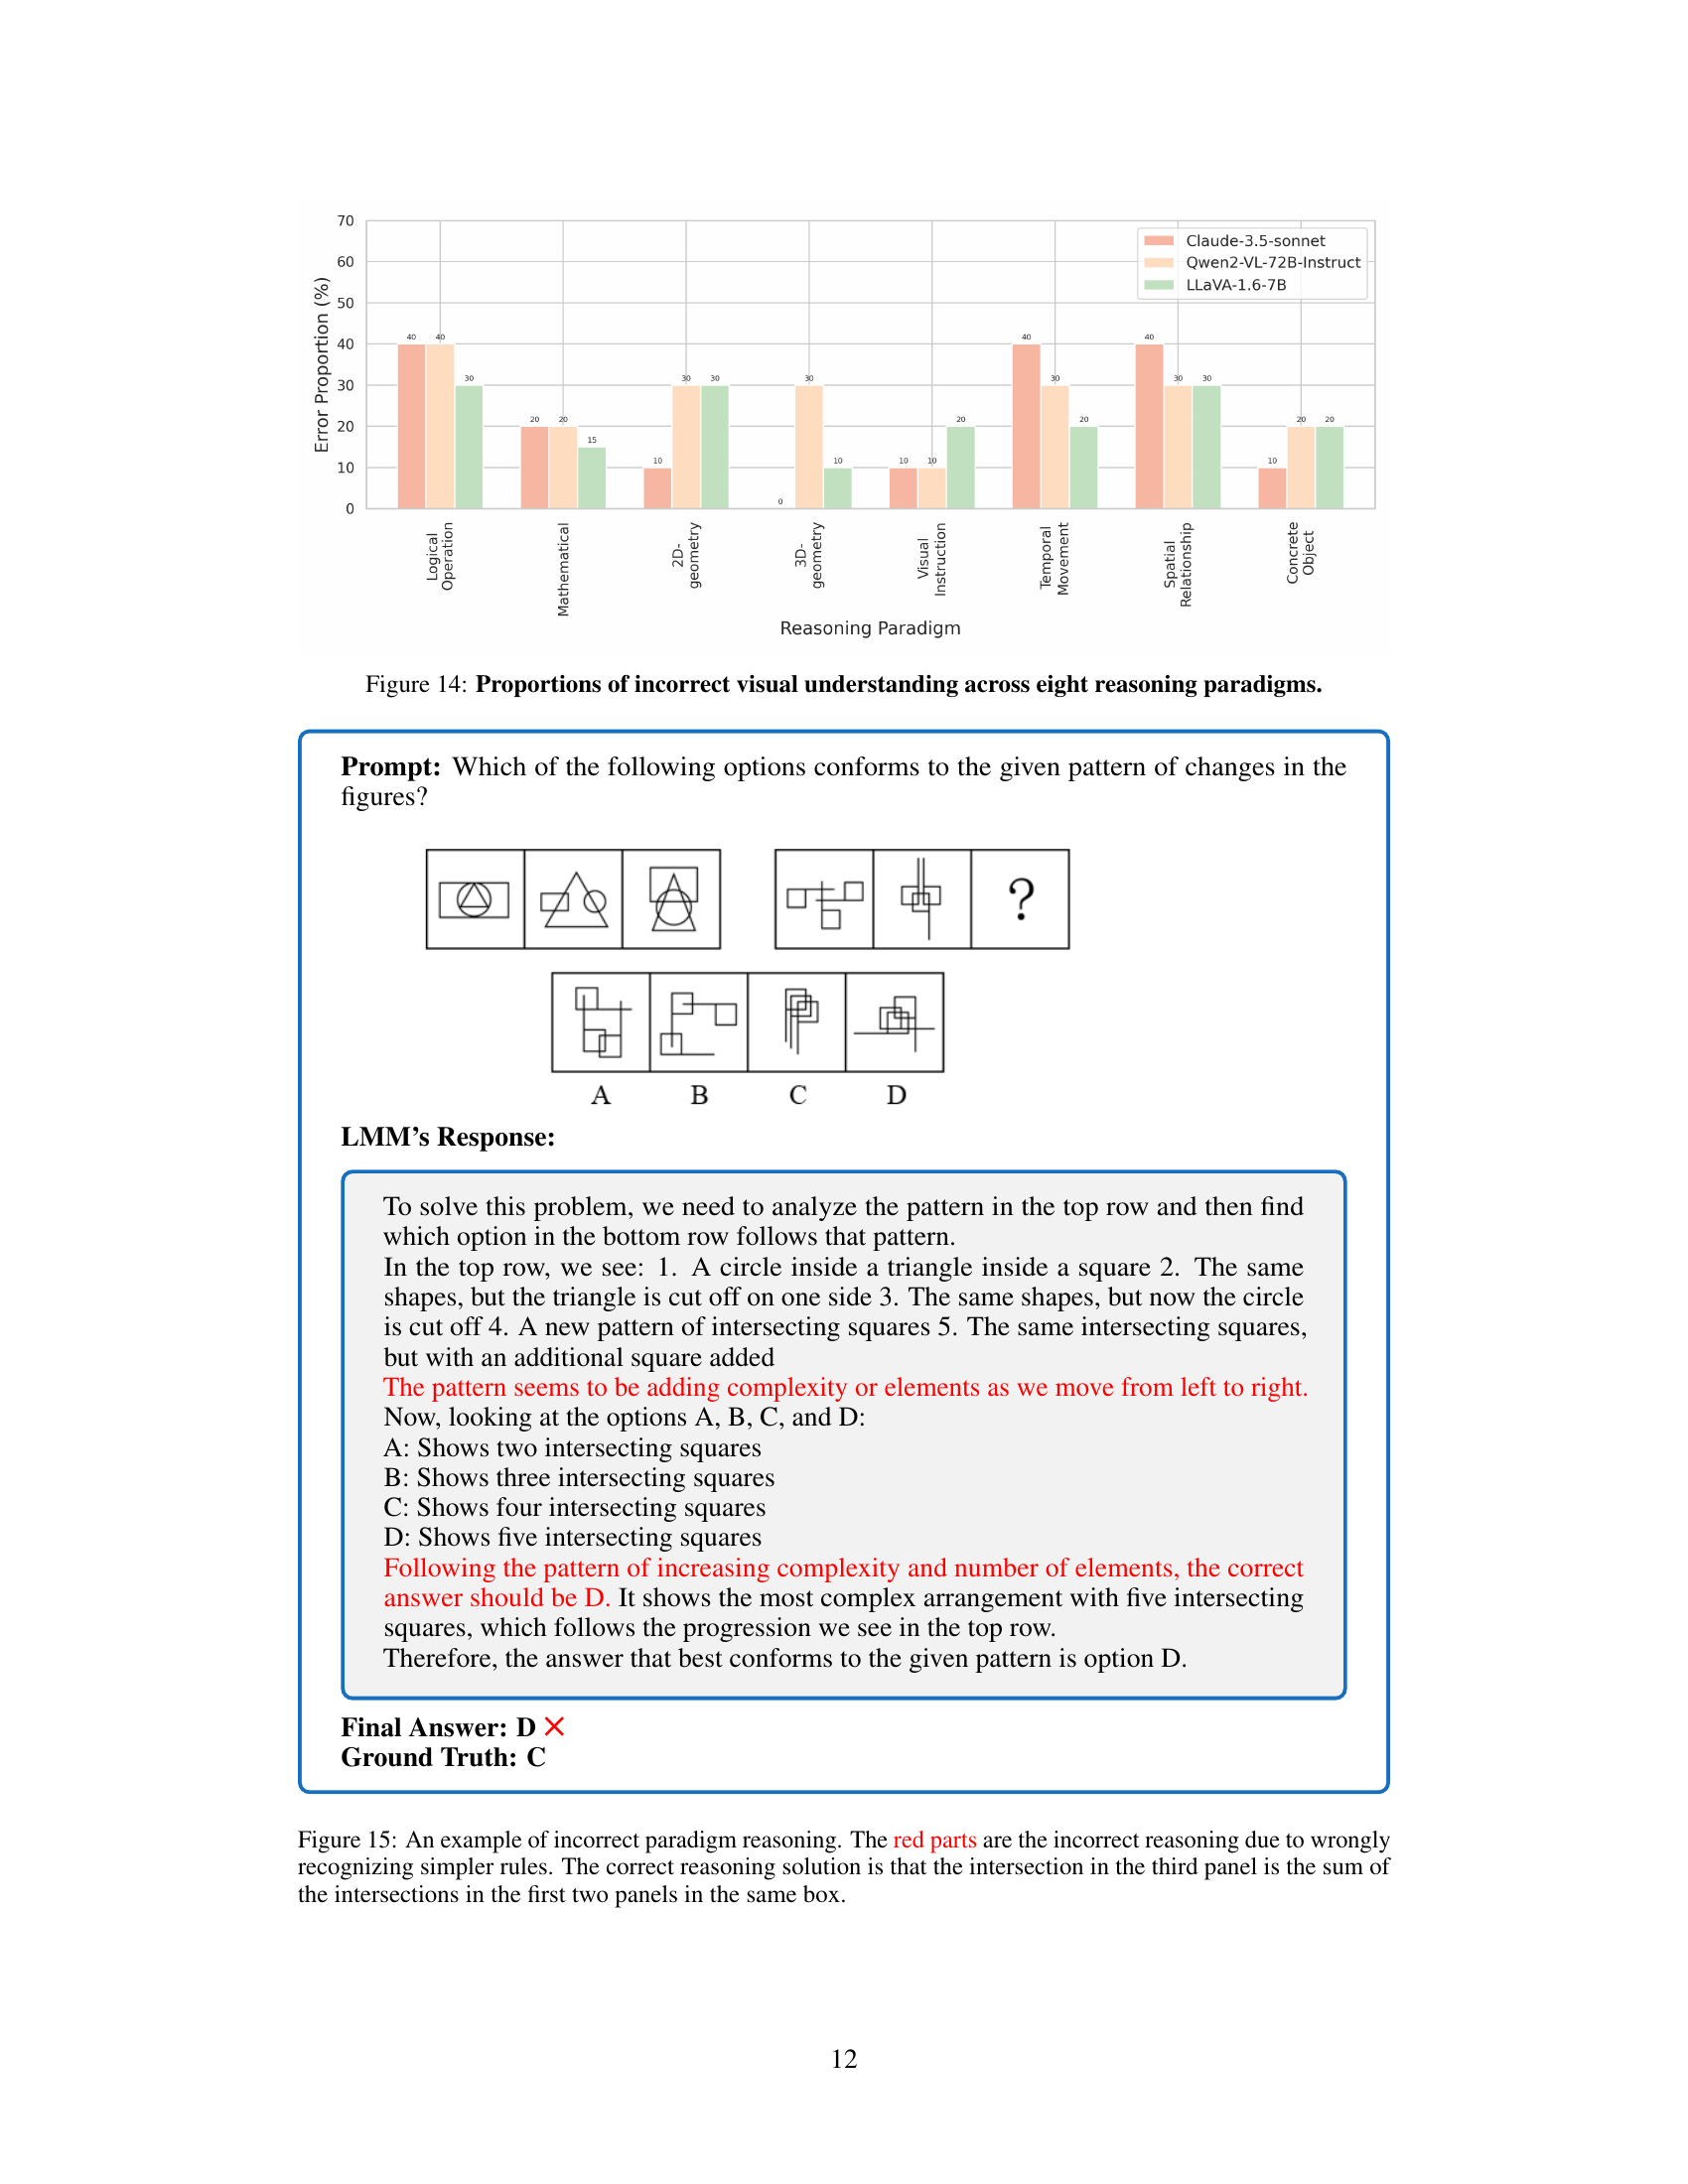 70
60
50
40
30
20
10
0
Error Proportion (%)
Claude-3.5-sonnet
Qwen2-VL-72B-Instruct
LLaVA-1.6-7B
40 40 30
20 20 15
10 30 30
0 30 10
10 10 20
40 30 20
40 30 30
10 20 20
Logical
Operation
Mathematical
2D-
geometry
3D-
geometry
Visual
Instruction
Temporal
Movement
Spatial
Relationship
Concrete
Object
Reasoning Paradigm
Figure 14: Proportions of incorrect visual understanding across eight reasoning paradigms.
Prompt: Which of the following options conforms to the given pattern of changes in the
figures?
?
A B C D
LMM's Response:
To solve this problem, we need to analyze the pattern in the top row and then find
which option in the bottom row follows that pattern.
In the top row, we see: 1. A circle inside a triangle inside a square 2. The same
shapes, but the triangle is cut off on one side 3. The same shapes, but now the circle
is cut off 4. A new pattern of intersecting squares 5. The same intersecting squares,
but with an additional square added
The pattern seems to be adding complexity or elements as we move from left to right.
Now, looking at the options A, B, C, and D:
A: Shows two intersecting squares
B: Shows three intersecting squares
C: Shows four intersecting squares
D: Shows five intersecting squares
Following the pattern of increasing complexity and number of elements, the correct
answer should be D. It shows the most complex arrangement with five intersecting
squares, which follows the progression we see in the top row.
Therefore, the answer that best conforms to the given pattern is option D.
Final Answer: D ✕
Ground Truth: C
Figure 15: An example of incorrect paradigm reasoning. The red parts are the incorrect reasoning due to wrongly
recognizing simpler rules. The correct reasoning solution is that the intersection in the third panel is the sum of
the intersections in the first two panels in the same box.
12